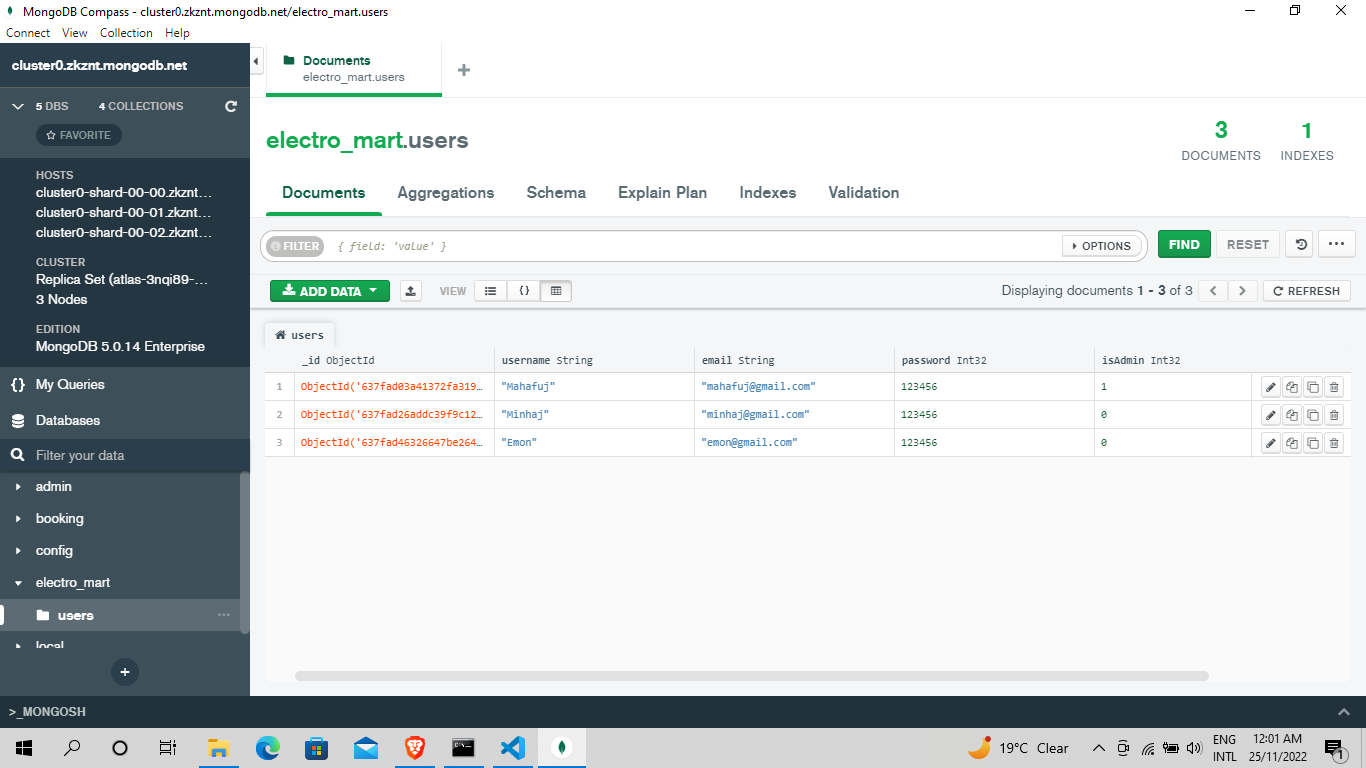 MongoDB Compass - cluster0.zkznt.mongodb.net/electro_mart.users
Connect View Collection Help
cluster0.zkznt.mongodb.net
5 DBS 4 COLLECTIONS
FAVORITE
HOSTS
cluster0-shard-00-00.zkznt...
cluster0-shard-00-01.zkznt...
cluster0-shard-00-02.zkznt...
CLUSTER
Replica Set (atlas-3nqi89-...
3 Nodes
EDITION
MongoDB 5.0.14 Enterprise
{} My Queries
Databases
Filter your data
admin
booking
config
electro_mart
users
local
Documents
electro_mart.users
electro_mart.users
3 DOCUMENTS
1 INDEXES
Documents Aggregations Schema Explain Plan Indexes Validation
FILTER { field: 'value' } OPTIONS FIND RESET
ADD DATA VIEW {} Displaying documents 1 - 3 of 3 REFRESH
users
_id ObjectId username String email String password Int32 isAdmin Int32
1 ObjectId('637fad03a41372fa319... "Mahafuj" "mahafuj@gmail.com" 123456 1
2 ObjectId('637fad26addc39f9c12... "Minhaj" "minhaj@gmail.com" 123456 0
3 ObjectId('637fad46326647be264... "Emon" "emon@gmail.com" 123456 0
>_MONGOSH
19°C Clear
ENG
INTL
12:01 AM
25/11/2022
1